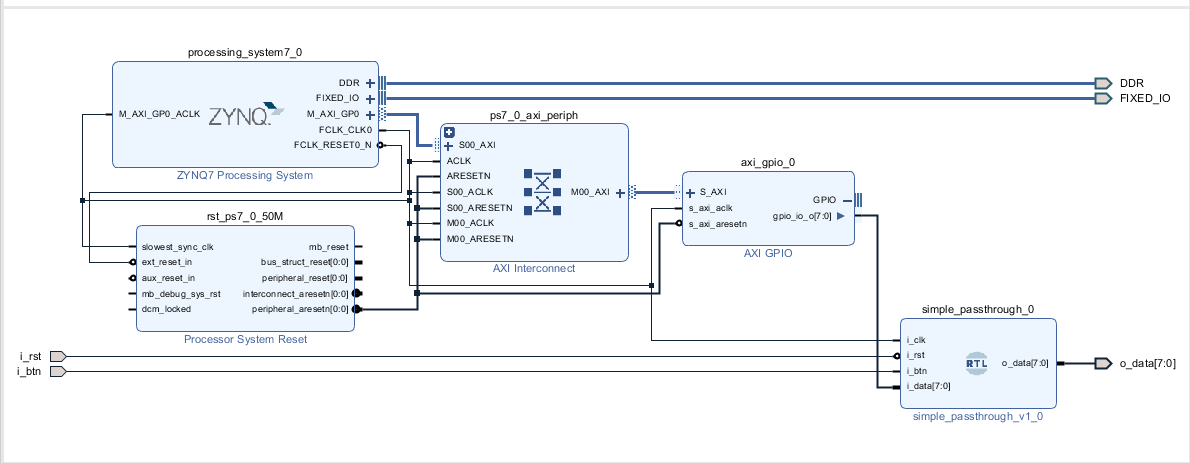 processing_system7_0
DDR
FIXED_IO
M_AXI_GP0_ACLK
ZYNQ
M_AXI_GP0
FCLK_CLK0
FCLK_RESET0_N
ZYNQ7 Processing System
DDR
FIXED_IO
ps7_0_axi_periph
S00_AXI
ACLK
ARESETN
S00_ACLK
M00_AXI
S00_ARESETN
M00_ACLK
M00_ARESETN
AXI Interconnect
axi_gpio_0
S_AXI
GPIO
s_axi_aclk
gpio_io_o[7:0]
s_axi_aresetn
AXI GPIO
rst_ps7_0_50M
slowest_sync_clk
mb_reset
ext_reset_in
bus_struct_reset[0:0]
aux_reset_in
peripheral_reset[0:0]
mb_debug_sys_rst
interconnect_aresetn[0:0]
dcm_locked
peripheral_aresetn[0:0]
Processor System Reset
i_rst
i_btn
simple_passthrough_0
i_clk
i_rst
RTL
o_data[7:0]
i_btn
i_data[7:0]
simple_passthrough_v1_0
o_data[7:0]